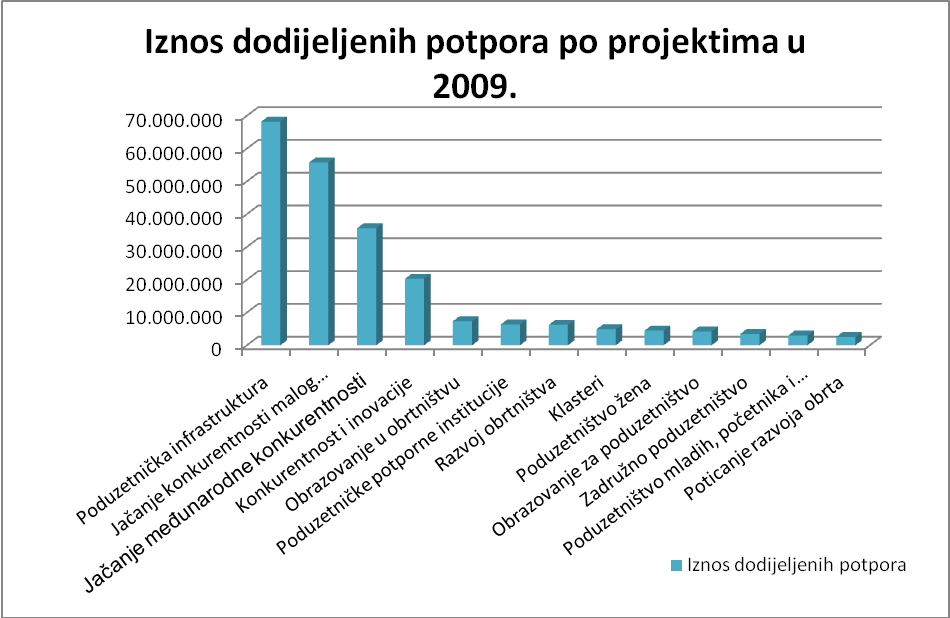 Iznos dodijeljenih potpora po projektima u
2009.
70.000.000
60.000.000
50.000.000
40.000.000
30.000.000
20.000.000
10.000.000
0
Poduzetnička infrastruktura
Jačanje konkurentnosti malog...
Jačanje međunarodne konkurentnosti
Konkurentnost i inovacije
Obrazovanje u obrtništvu
Poduzetničke potporne institucije
Razvoj obrtništva
Klasteri
Poduzetništvo žena
Obrazovanje za poduzetništvo
Zadružno poduzetništvo
Poduzetništvo mladih, početnika i...
Poticanje razvoja obrta
Iznos dodijeljenih potpora